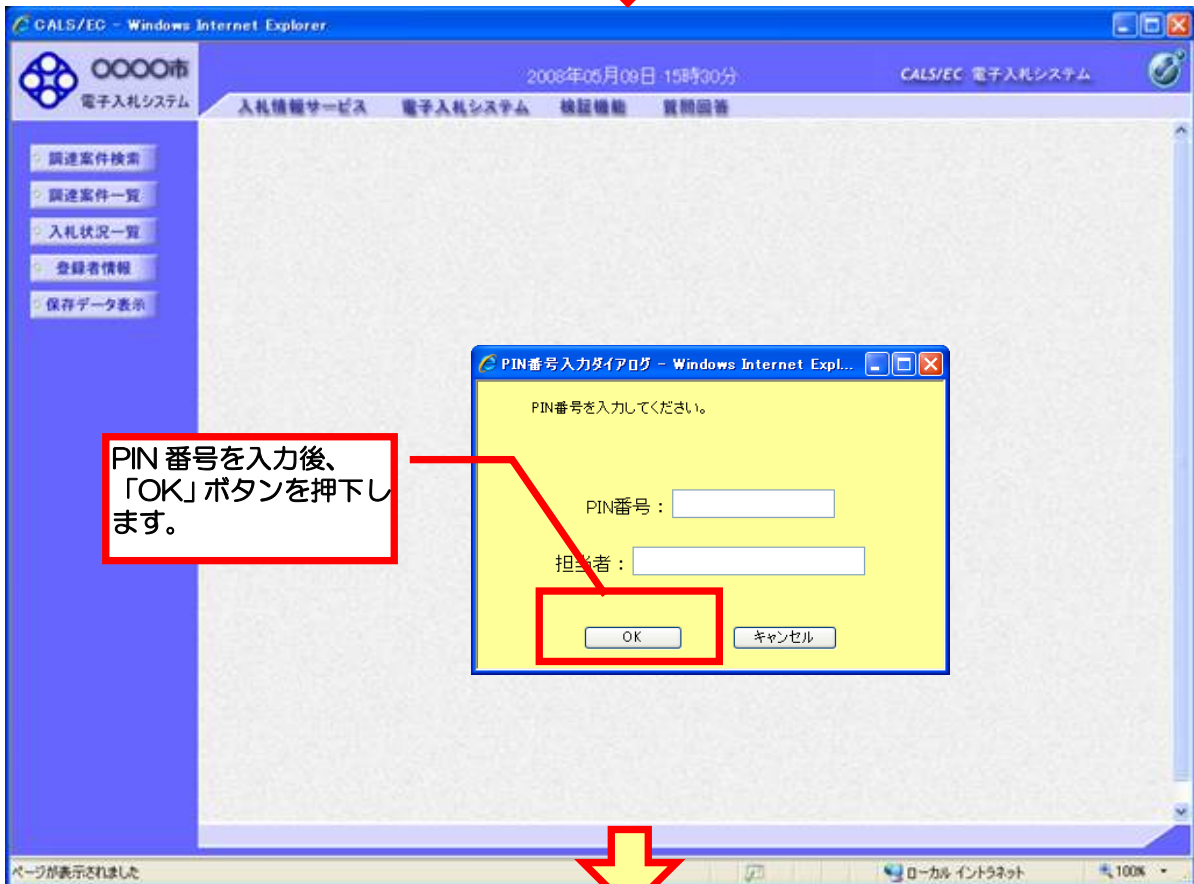 CALS/EC - Windows Internet Explorer
〇〇〇〇市
電子入札システム
2008年05月09日 15時30分
CALS/EC 電子入札システム
入札情報サービス 電子入札システム 検証機能 質問回答
調達案件検索
調達案件一覧
入札状況一覧
登録者情報
保存データ表示
PIN番号入力ダイアログ - Windows Internet Expl...
PIN番号を入力してください。
PIN 番号を入力後、
「OK」ボタンを押下し
ます。
PIN番号：
担当者：
OK キャンセル
ページが表示されました
ローカル イントラネット
100%